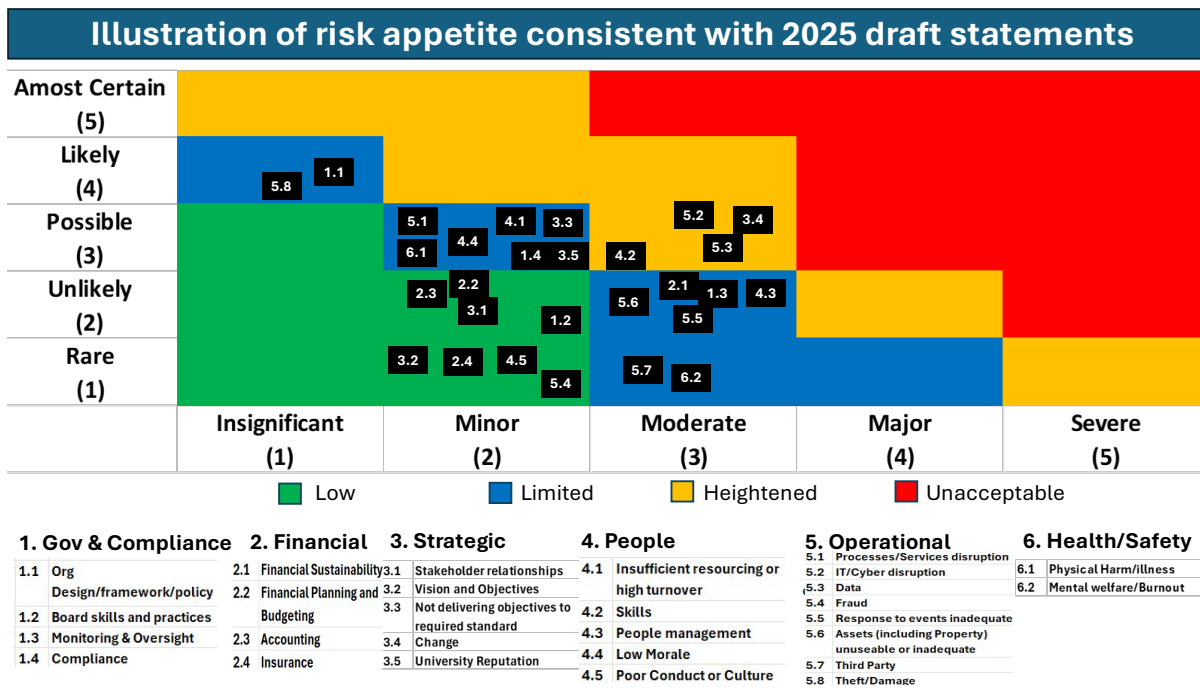 Illustration of risk appetite consistent with 2025 draft statements
Amost Certain
(5)
Likely
(4)
1.1
5.8
Possible
(3)
5.1
4.1
3.3
5.2
3.4
4.4
6.1
1.4
3.5
4.2
5.3
Unlikely
(2)
2.3
2.2
3.1
1.2
5.6
2.1
1.3
4.3
5.5
Rare
(1)
3.2
2.4
4.5
5.4
5.7
6.2
Insignificant
(1)
Minor
(2)
Moderate
(3)
Major
(4)
Severe
(5)
Low
Limited
Heightened
Unacceptable
1. Gov & Compliance
1.1 Org
Design/framework/policy
1.2 Board skills and practices
1.3 Monitoring & Oversight
1.4 Compliance
2. Financial
2.1 Financial Sustainability
2.2 Financial Planning and
Budgeting
2.3 Accounting
2.4 Insurance
3. Strategic
3.1 Stakeholder relationships
3.2 Vision and Objectives
3.3 Not delivering objectives to
required standard
3.4 Change
3.5 University Reputation
4. People
4.1 Insufficient resourcing or
high turnover
4.2 Skills
4.3 People management
4.4 Low Morale
4.5 Poor Conduct or Culture
5. Operational
5.1 Processes/Services disruption
5.2 IT/Cyber disruption
5.3 Data
5.4 Fraud
5.5 Response to events inadequate
5.6 Assets (including Property)
unuseable or inadequate
5.7 Third Party
5.8 Theft/Damage
6. Health/Safety
6.1 Physical Harm/illness
6.2 Mental welfare/Burnout